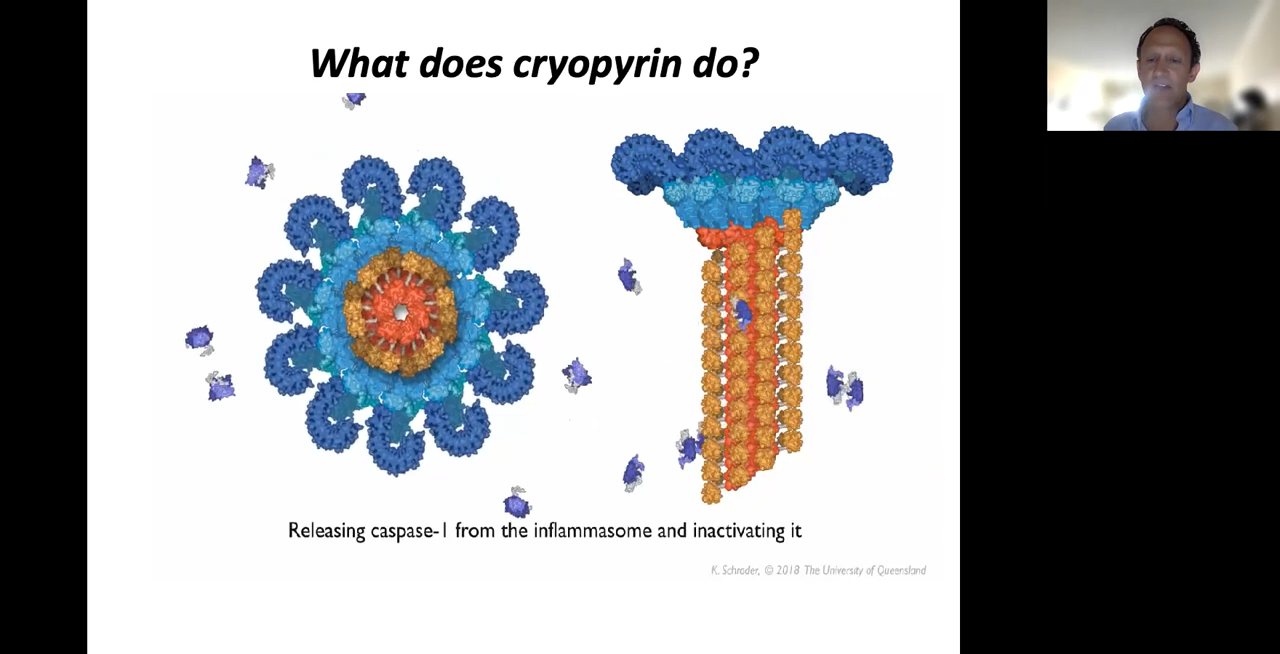 What does cryopyrin do?
Releasing caspase-1 from the inflammasome and inactivating it
K. Schroder, © 2018 The University of Queensland